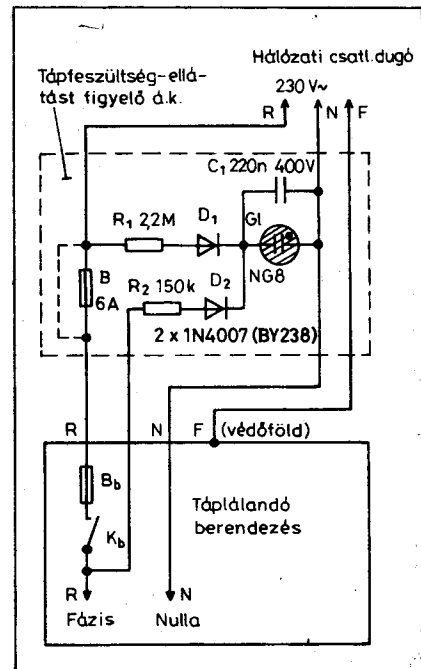 Hálózati csatl.dugó
230 V~
R N F
Tápfeszültség-ellá-
tást figyelő á.k.
C₁ 220n 400V
R₁ 2,2M
D₁
Gl
NG8
B
6A
R₂ 150k
D₂
2 x 1N4007 (BY238)
R N F (védőföld)
Bb
Kb
Táplálandó
berendezés
R N
Fázis Nulla